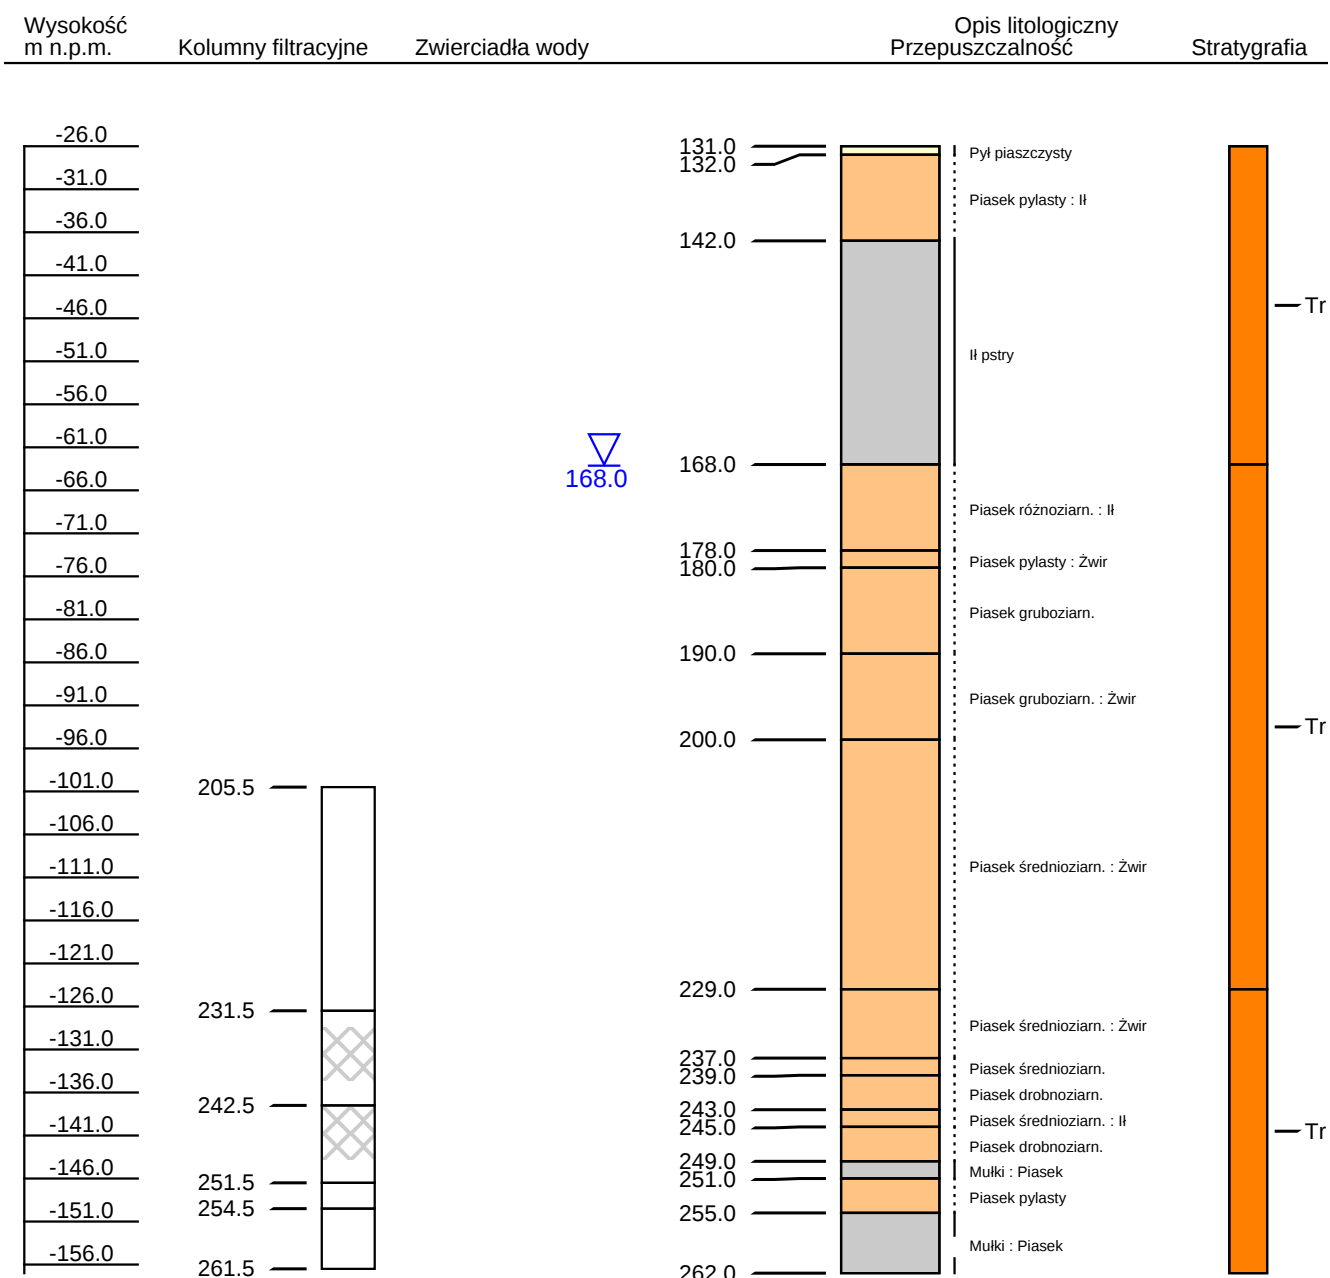 Wysokość
m n.p.m.
Kolumny filtracyjne
Zwierciadła wody
Opis litologiczny
Przepuszczalność
Stratygrafia
-26.0
131.0
Pył piaszczysty
132.0
-31.0
Piasek pylasty : Ił
-36.0
142.0
-41.0
-46.0
Tr
-51.0
Ił pstry
-56.0
-61.0
168.0
168.0
-66.0
Piasek różnoziarn. : Ił
-71.0
178.0
Piasek pylasty : Żwir
180.0
-76.0
-81.0
Piasek gruboziarn.
-86.0
190.0
-91.0
Piasek gruboziarn. : Żwir
-96.0
200.0
Tr
-101.0
205.5
-106.0
-111.0
Piasek średnioziarn. : Żwir
-116.0
-121.0
-126.0
229.0
231.5
Piasek średnioziarn. : Żwir
-131.0
237.0
Piasek średnioziarn.
239.0
-136.0
Piasek drobnoziarn.
242.5
243.0
Piasek średnioziarn. : Ił
-141.0
245.0
Tr
Piasek drobnoziarn.
-146.0
249.0
Mułki : Piasek
251.5
251.0
Piasek pylasty
-151.0
254.5
255.0
-156.0
Mułki : Piasek
261.5
262.0